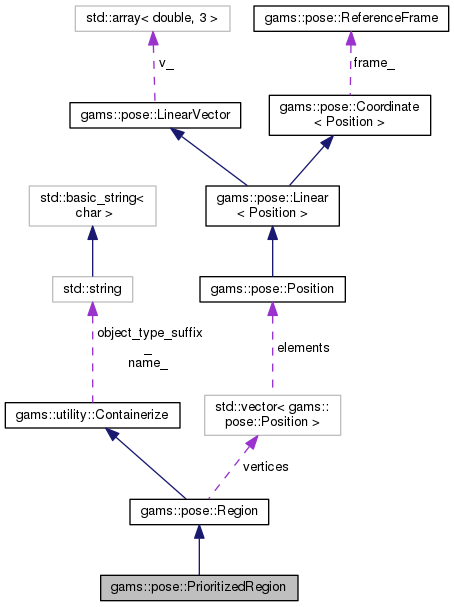 std::array< double, 3 >
gams::pose::ReferenceFrame
v_
frame_
gams::pose::LinearVector
gams::pose::Coordinate
< Position >
std::basic_string<
char >
gams::pose::Linear
< Position >
std::string
gams::pose::Position
object_type_suffix
_
name_
elements
gams::utility::Containerize
std::vector< gams::
pose::Position >
vertices
gams::pose::Region
gams::pose::PrioritizedRegion